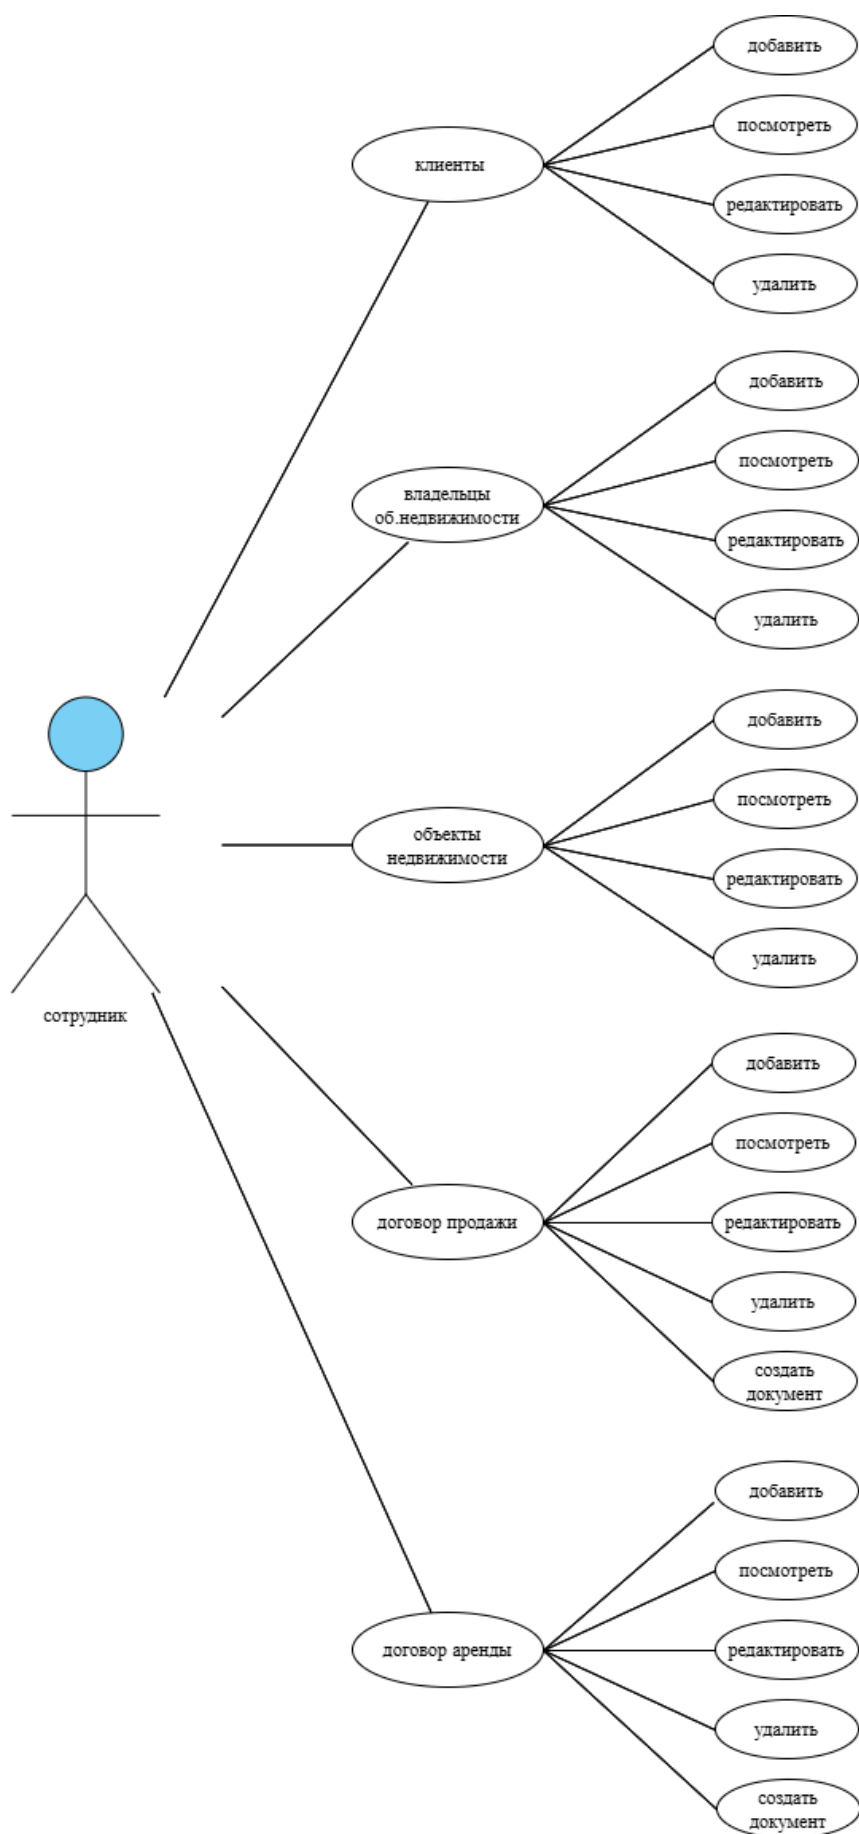 добавить
посмотреть
клиенты
редактировать
удалить
добавить
посмотреть
владельцы
об.недвижимости
редактировать
удалить
добавить
посмотреть
объекты
недвижимости
редактировать
удалить
сотрудник
добавить
посмотреть
договор продажи
редактировать
удалить
создать
документ
добавить
посмотреть
договор аренды
редактировать
удалить
создать
документ